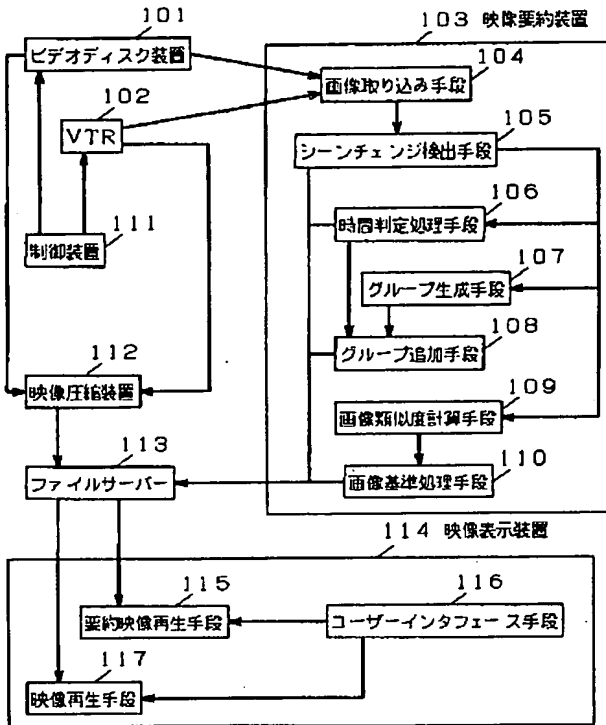 101
ビデオディスク装置
102
VTR
111
制御装置
112
映像圧縮装置
113
ファイルサーバー
103 映像要約装置
104
画像取り込み手段
105
シーンチェンジ検出手段
106
時間判定処理手段
107
グループ生成手段
108
グループ追加手段
109
画像類似度計算手段
110
画像基準処理手段
114 映像表示装置
115
要約映像再生手段
116
ユーザーインタフェース手段
117
映像再生手段